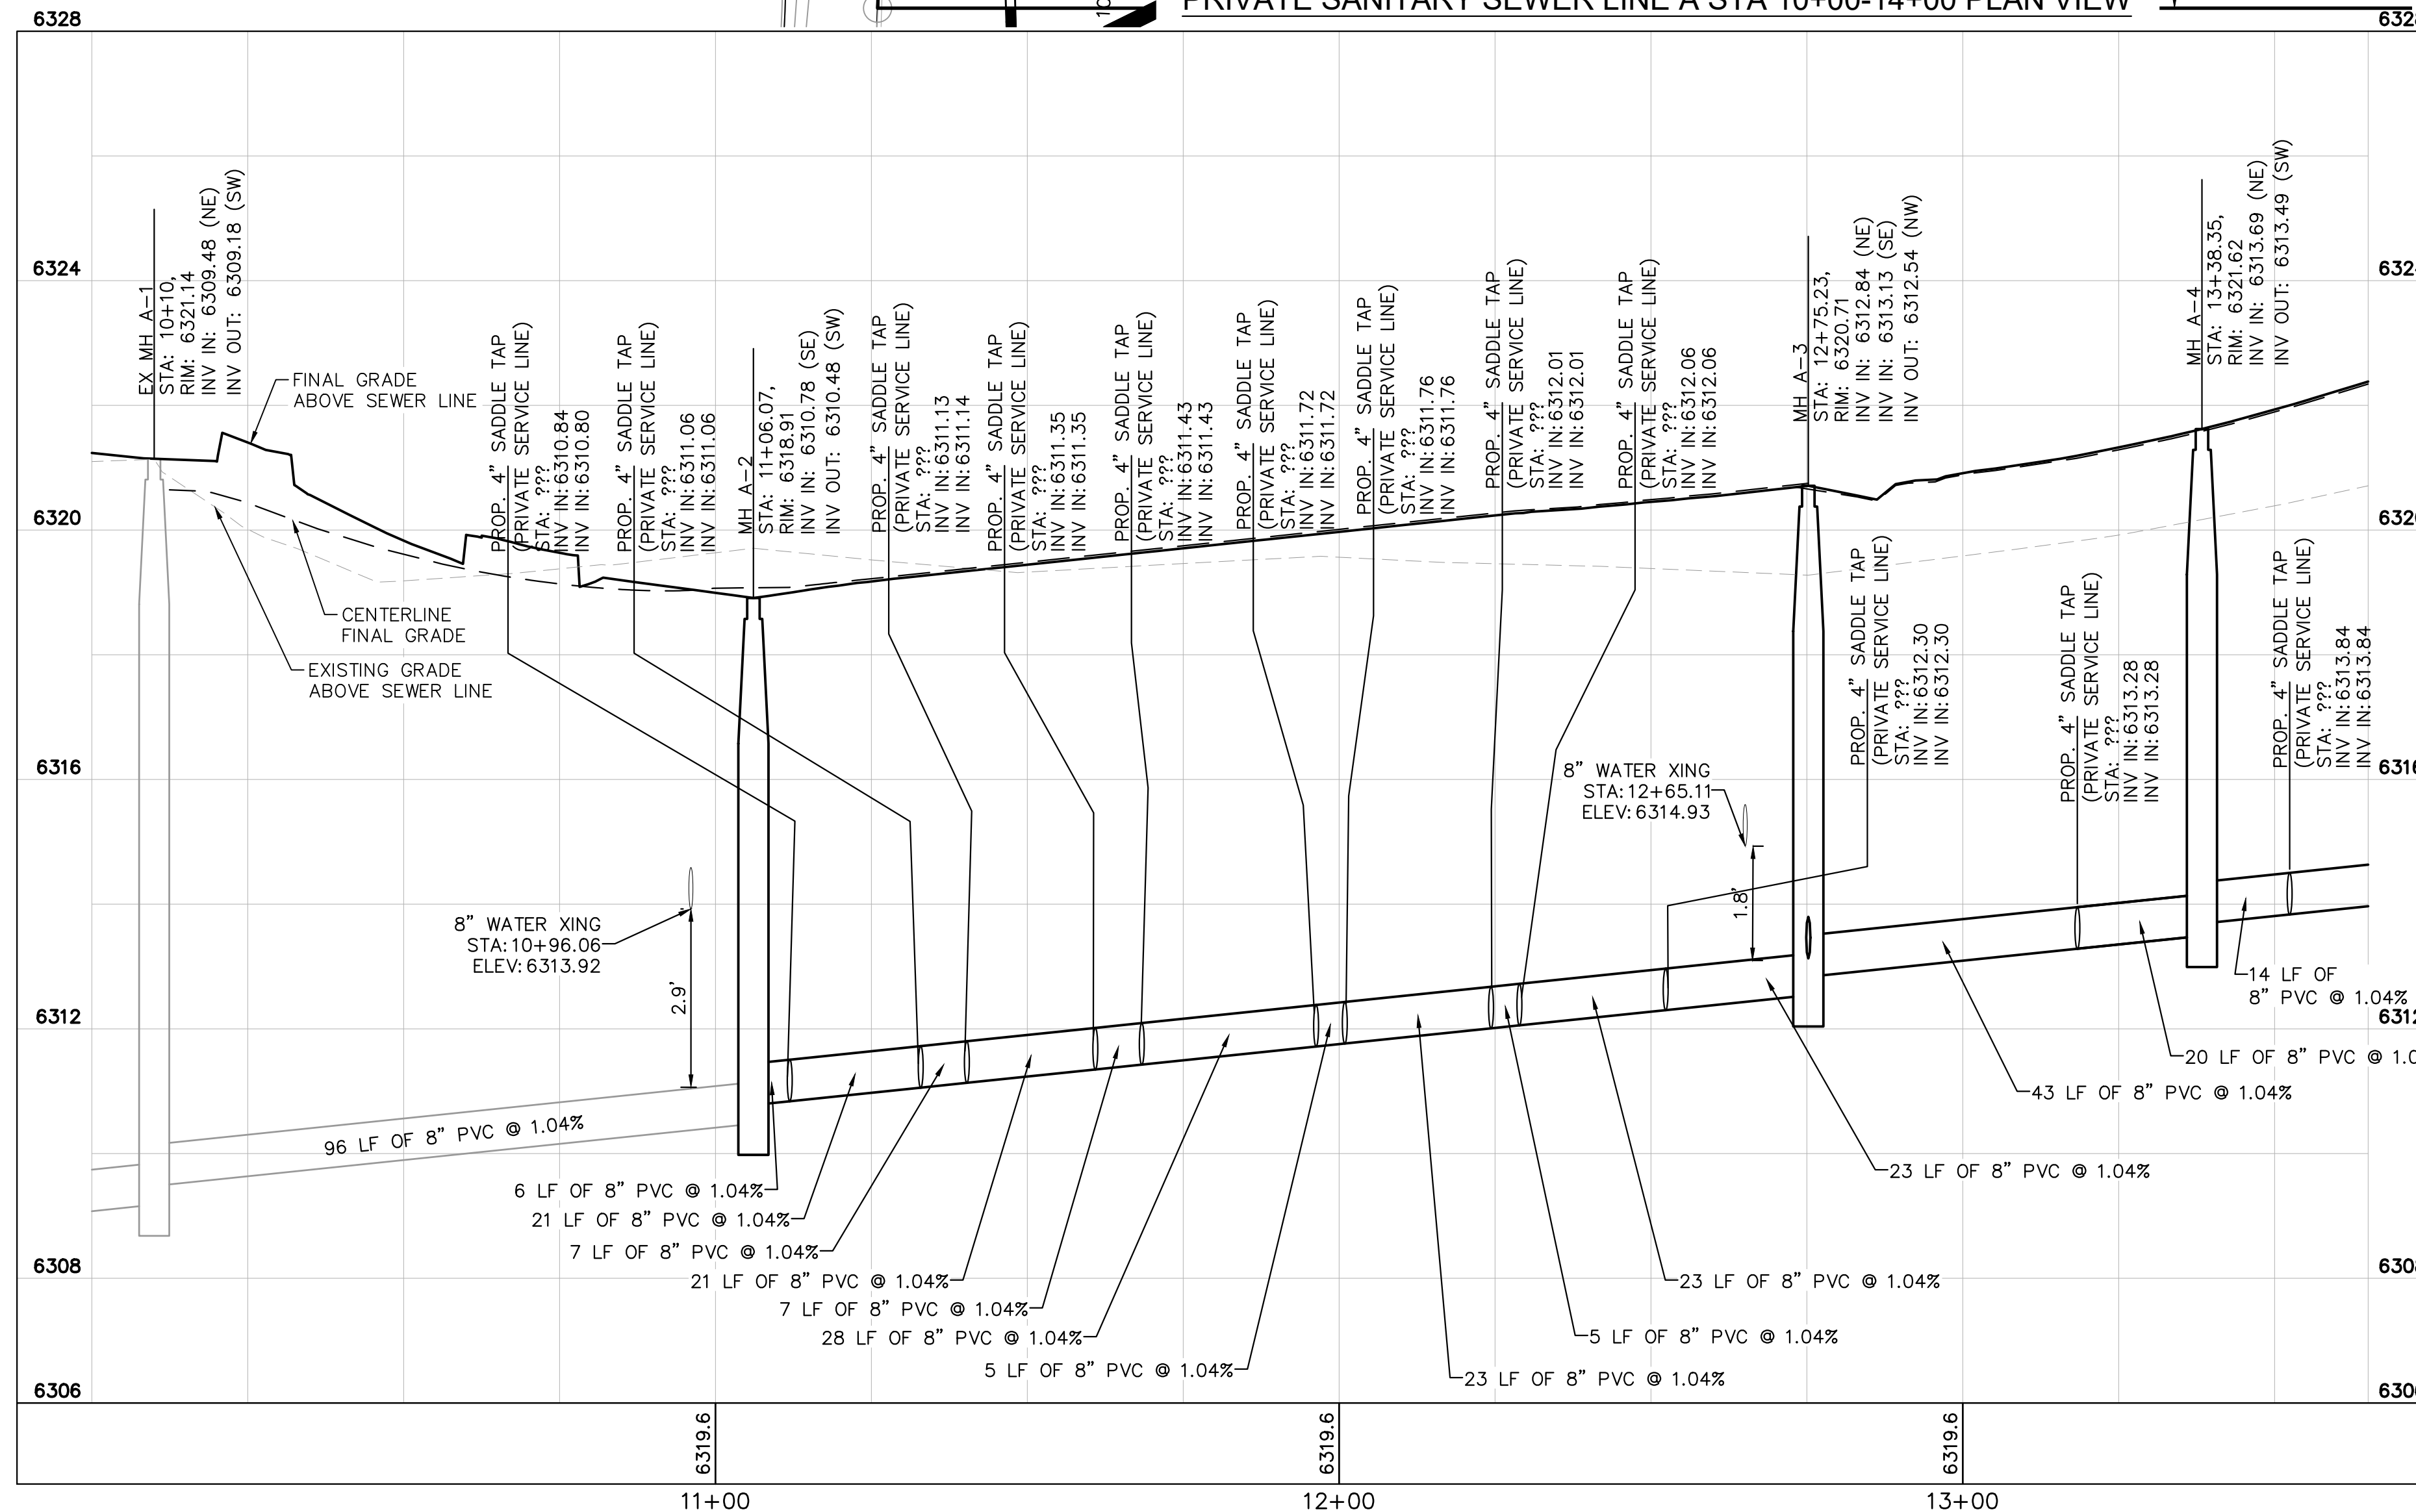 PRIVATE SANITARY SEWER LINE A STA 10+00-14+00 PLAN VIEW
6328
6324
6320
6316
6312
6308
6306
EX MH A-1
STA: 10+10,
RIM: 6321.14
INV IN: 6309.48 (NE)
INV OUT: 6309.18 (SW)
FINAL GRADE
ABOVE SEWER LINE
CENTERLINE
FINAL GRADE
EXISTING GRADE
ABOVE SEWER LINE
PROP. 4" SADDLE TAP
(PRIVATE SERVICE LINE)
STA: ???
INV IN:6310.84
INV IN:6310.80
PROP. 4" SADDLE TAP
(PRIVATE SERVICE LINE)
STA: ???
INV IN:6311.06
INV IN:6311.06
MH A-2
STA: 11+06.07,
RIM: 6318.91
INV IN: 6310.78 (SE)
INV OUT: 6310.48 (SW)
PROP. 4" SADDLE TAP
(PRIVATE SERVICE LINE)
STA: ???
INV IN:6311.13
INV IN:6311.14
PROP. 4" SADDLE TAP
(PRIVATE SERVICE LINE)
STA: ???
INV IN:6311.35
INV IN:6311.35
PROP. 4" SADDLE TAP
(PRIVATE SERVICE LINE)
STA: ???
INV IN:6311.43
INV IN:6311.43
PROP. 4" SADDLE TAP
(PRIVATE SERVICE LINE)
STA: ???
INV IN:6311.72
INV IN:6311.72
PROP. 4" SADDLE TAP
(PRIVATE SERVICE LINE)
STA: ???
INV IN:6311.76
INV IN:6311.76
PROP. 4" SADDLE TAP
(PRIVATE SERVICE LINE)
STA: ???
INV IN:6312.01
INV IN:6312.01
PROP. 4" SADDLE TAP
(PRIVATE SERVICE LINE)
STA: ???
INV IN:6312.06
INV IN:6312.06
MH A-3
STA: 12+75.23,
RIM: 6320.71
INV IN: 6312.84 (NE)
INV IN: 6313.13 (SE)
INV OUT: 6312.54 (NW)
PROP. 4" SADDLE TAP
(PRIVATE SERVICE LINE)
STA: ???
INV IN:6312.30
INV IN:6312.30
PROP. 4" SADDLE TAP
(PRIVATE SERVICE LINE)
STA: ???
INV IN:6313.28
INV IN:6313.28
MH A-4
STA: 13+38.35,
RIM: 6321.62
INV IN: 6313.69 (NE)
INV OUT: 6313.49 (SW)
PROP. 4" SADDLE TAP
(PRIVATE SERVICE LINE)
STA: ???
INV IN:6313.84
INV IN:6313.84
8" WATER XING
STA:10+96.06
ELEV:6313.92
2.9'
8" WATER XING
STA:12+65.11
ELEV:6314.93
1.8'
96 LF OF 8" PVC @ 1.04%
6 LF OF 8" PVC @ 1.04%
21 LF OF 8" PVC @ 1.04%
7 LF OF 8" PVC @ 1.04%
21 LF OF 8" PVC @ 1.04%
7 LF OF 8" PVC @ 1.04%
28 LF OF 8" PVC @ 1.04%
5 LF OF 8" PVC @ 1.04%
23 LF OF 8" PVC @ 1.04%
5 LF OF 8" PVC @ 1.04%
23 LF OF 8" PVC @ 1.04%
23 LF OF 8" PVC @ 1.04%
43 LF OF 8" PVC @ 1.04%
20 LF OF 8" PVC @ 1.0
14 LF OF
8" PVC @ 1.04%
6319.6
6319.6
6319.6
11+00
12+00
13+00